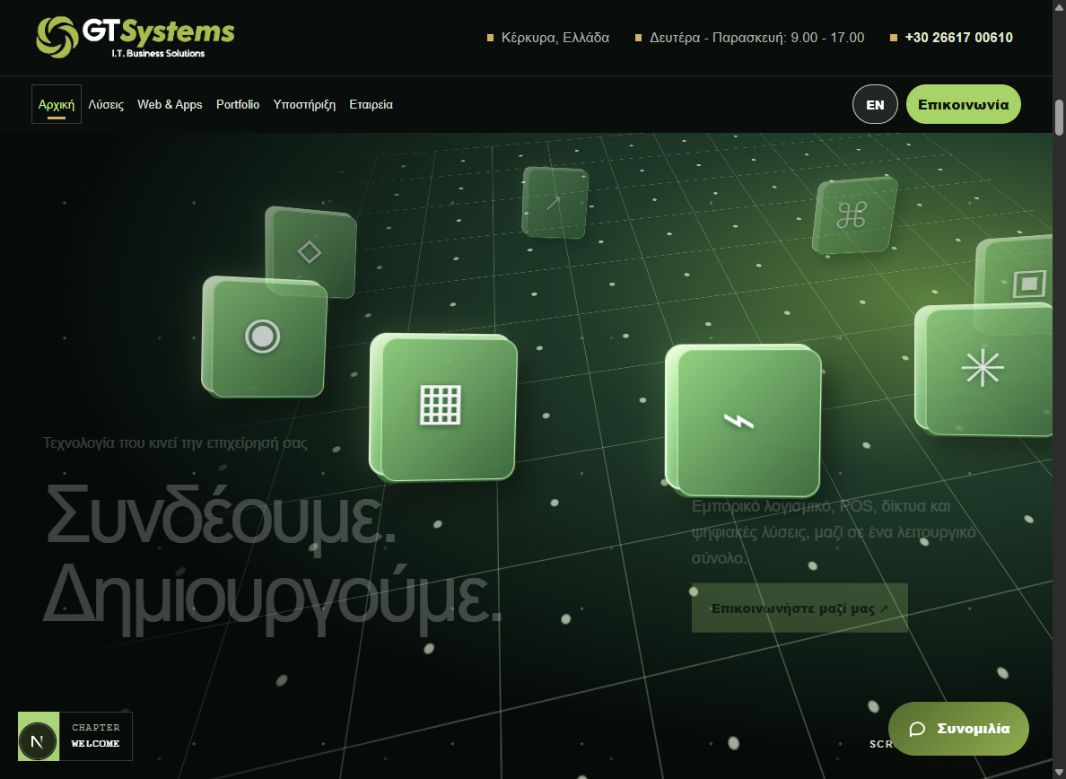 GTSystems
I.T. Business Solutions
Κέρκυρα, Ελλάδα
Δευτέρα - Παρασκευή: 9.00 - 17.00
+30 26617 00610
Αρχική
Λύσεις
Web & Apps
Portfolio
Υποστήριξη
Εταιρεία
EN
Επικοινωνία
Τεχνολογία που κινεί την επιχείρησή σας
Συνδέουμε.
Δημιουργούμε.
Εμπορικό λογισμικό, POS, δίκτυα και
ψηφιακές λύσεις, μαζί σε ένα λειτουργικό
σύνολο.
Επικοινωνήστε μαζί μας ↗
N
CHAPTER
WELCOME
SCR
Συνομιλία